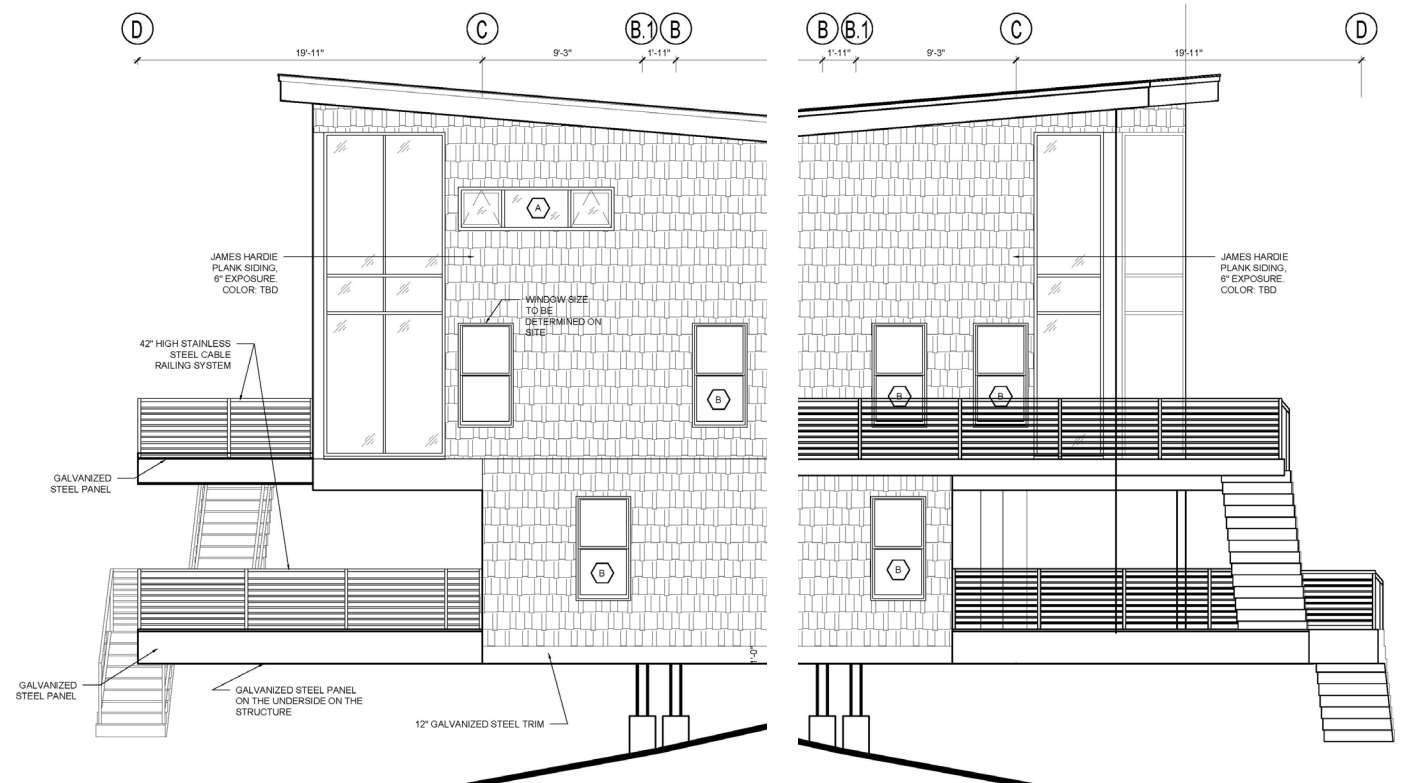 D
C
B.1
B
B
B.1
C
D
19'-11"
9'-3"
1'-11"
1'-11"
9'-3"
19'-11"
A
JAMES HARDIE
PLANK SIDING,
6" EXPOSURE.
COLOR: TBD
JAMES HARDIE
PLANK SIDING,
6" EXPOSURE.
COLOR: TBD
WINDOW SIZE
TO BE
DETERMINED ON
SITE
42" HIGH STAINLESS
STEEL CABLE
RAILING SYSTEM
B
B
B
GALVANIZED
STEEL PANEL
B
B
1'-0"
GALVANIZED
STEEL PANEL
GALVANIZED STEEL PANEL
ON THE UNDERSIDE ON THE
STRUCTURE
12" GALVANIZED STEEL TRIM